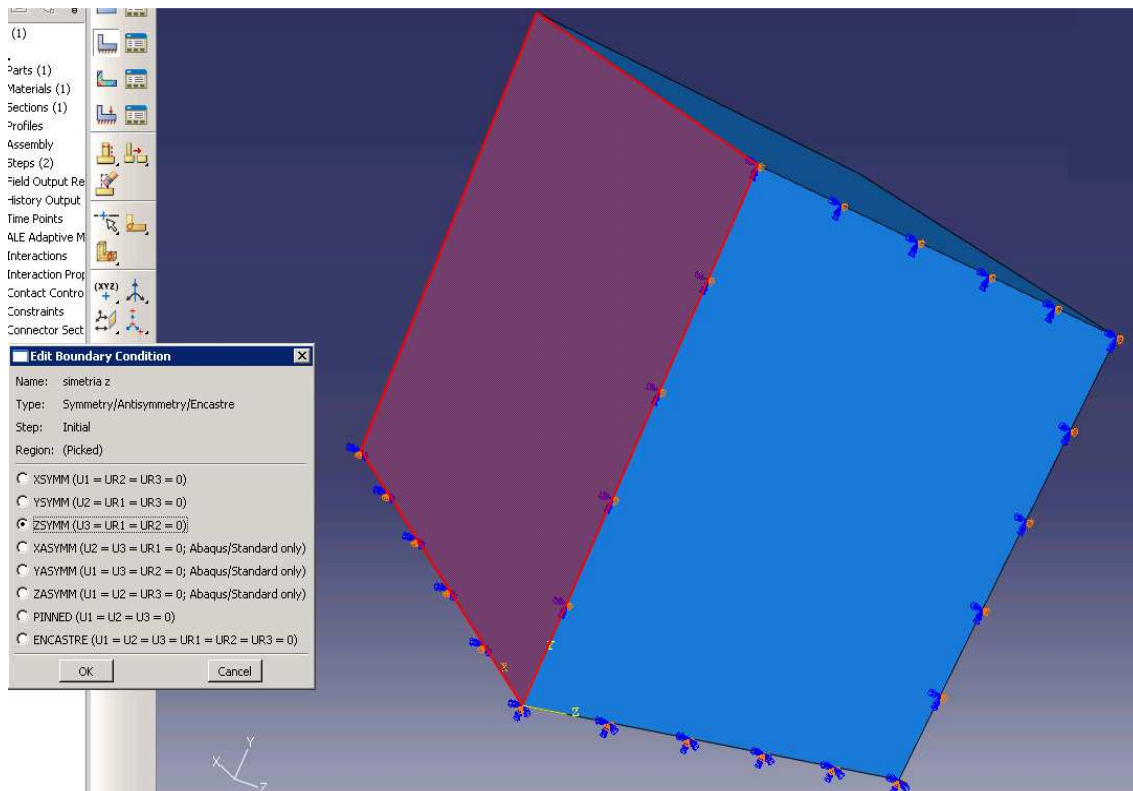 (1)
Parts (1)
Materials (1)
Sections (1)
Profiles
Assembly
Steps (2)
Field Output Re
History Output
Time Points
ALE Adaptive M
Interactions
Interaction Prop
Contact Contro
Constraints
Connector Sect
(XYZ)
Edit Boundary Condition
Name: simetria z
Type: Symmetry/Antisymmetry/Encastre
Step: Initial
Region: (Picked)
XSYMM (U1 = UR2 = UR3 = 0)
YSYMM (U2 = UR1 = UR3 = 0)
ZSYMM (U3 = UR1 = UR2 = 0)
XASYMM (U2 = U3 = UR1 = 0; Abaqus/Standard only)
YASYMM (U1 = U3 = UR2 = 0; Abaqus/Standard only)
ZASYMM (U1 = U2 = UR3 = 0; Abaqus/Standard only)
PINNED (U1 = U2 = U3 = 0)
ENCASTRE (U1 = U2 = U3 = UR1 = UR2 = UR3 = 0)
OK Cancel
Y
X
Z
Y
X
Z